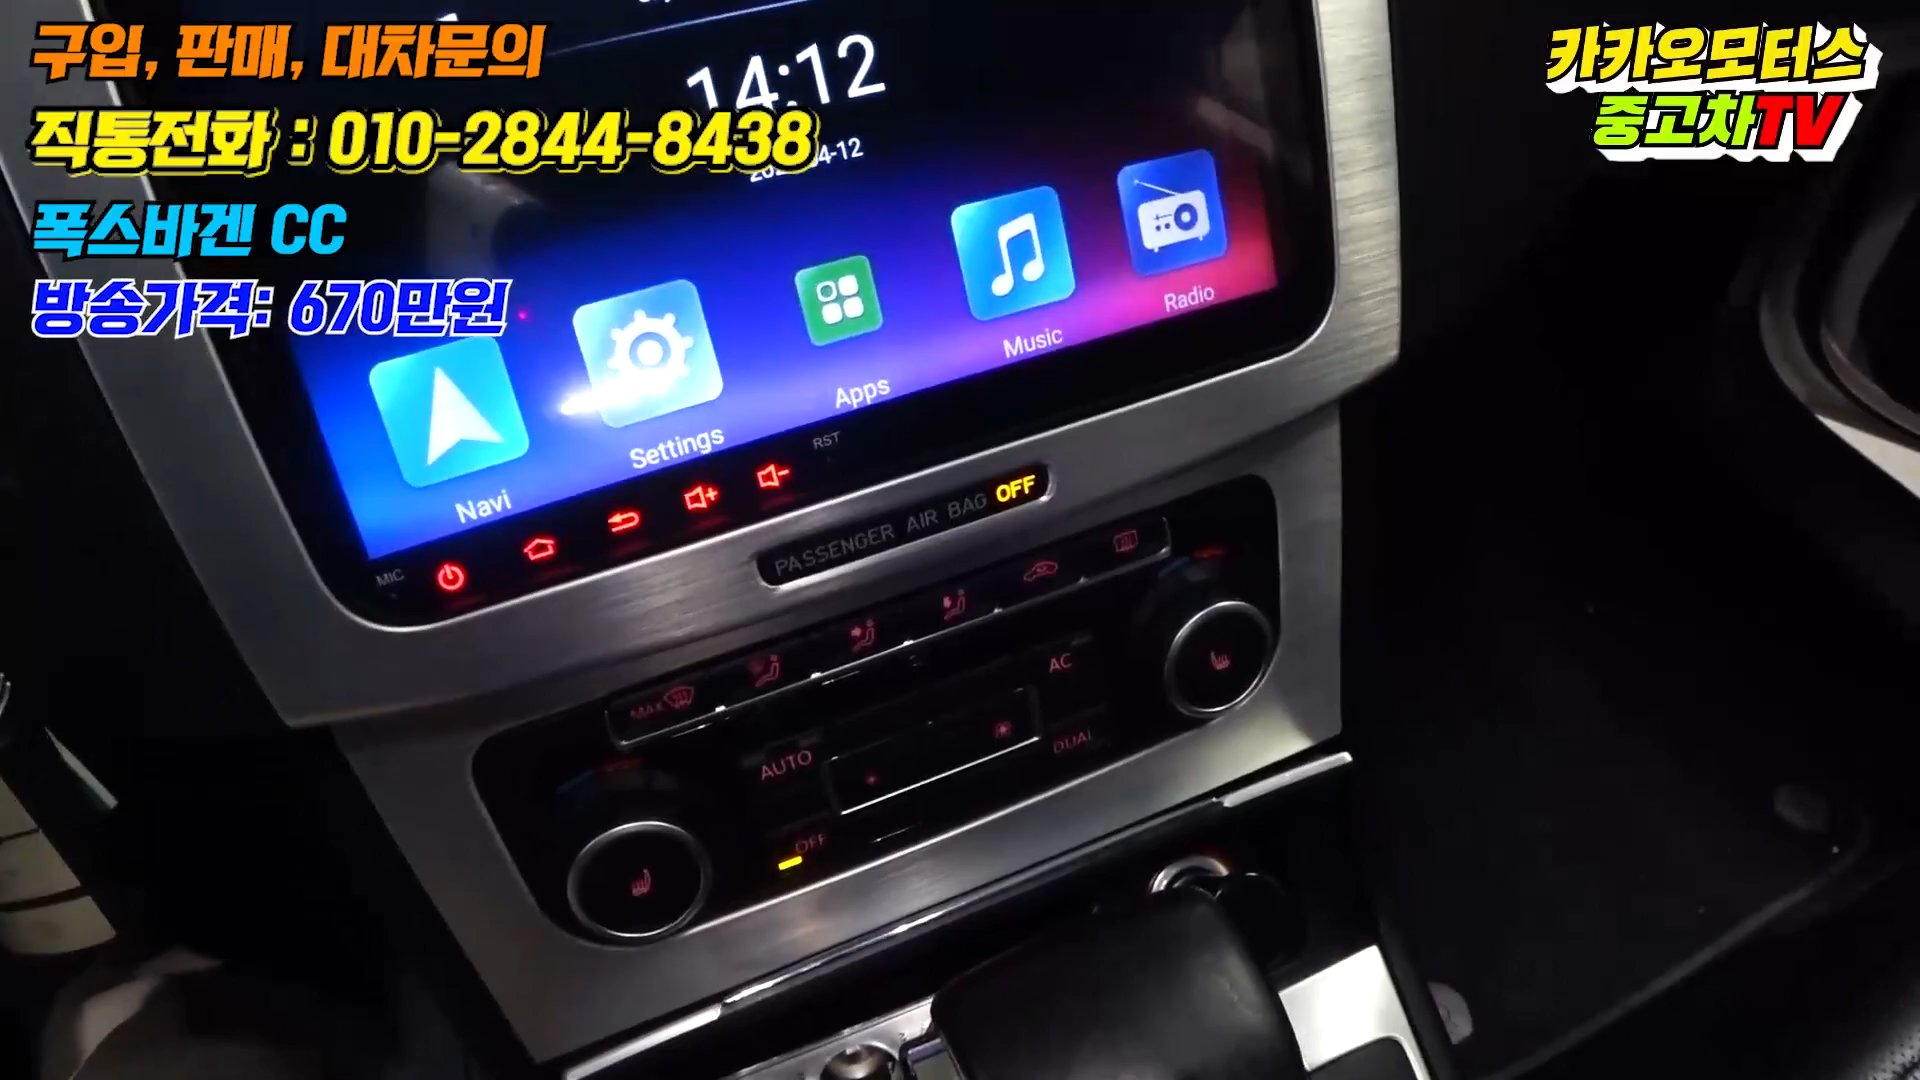 구입, 판매, 대차문의
직통전화 : 010-2844-8438
폭스바겐 CC
방송가격: 670만원
카카오모터스
중고차TV
14:12
04-12
Navi
Settings
Apps
Music
Radio
MIC
RST
PASSENGER AIR BAG OFF
MAX
AUTO
AC
DUAL
OFF